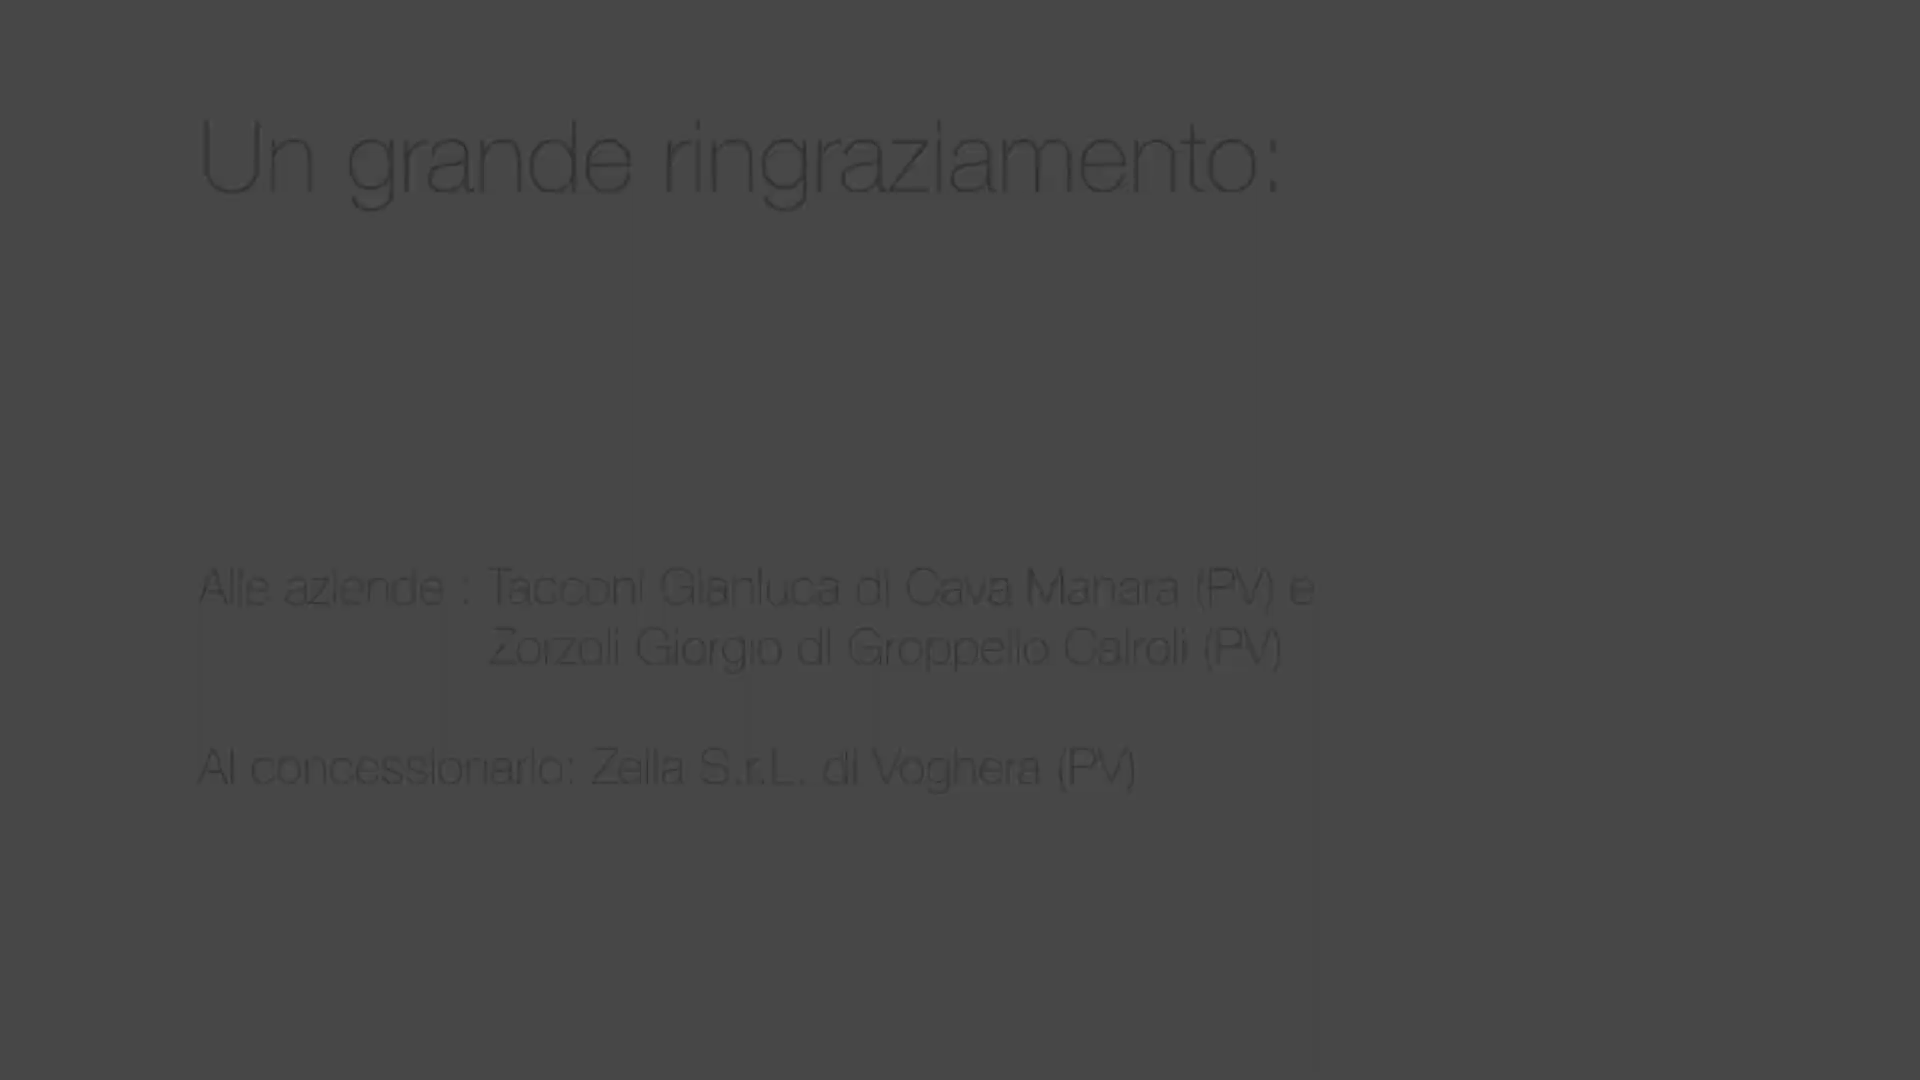 Un grande ringraziamento:
Alle aziende : Tacconi Gianluca di Cava Manara (PV) e
Zorzoli Giorgio di Groppello Cairoli (PV)
Al concessionario: Zella S.r.L. di Voghera (PV)